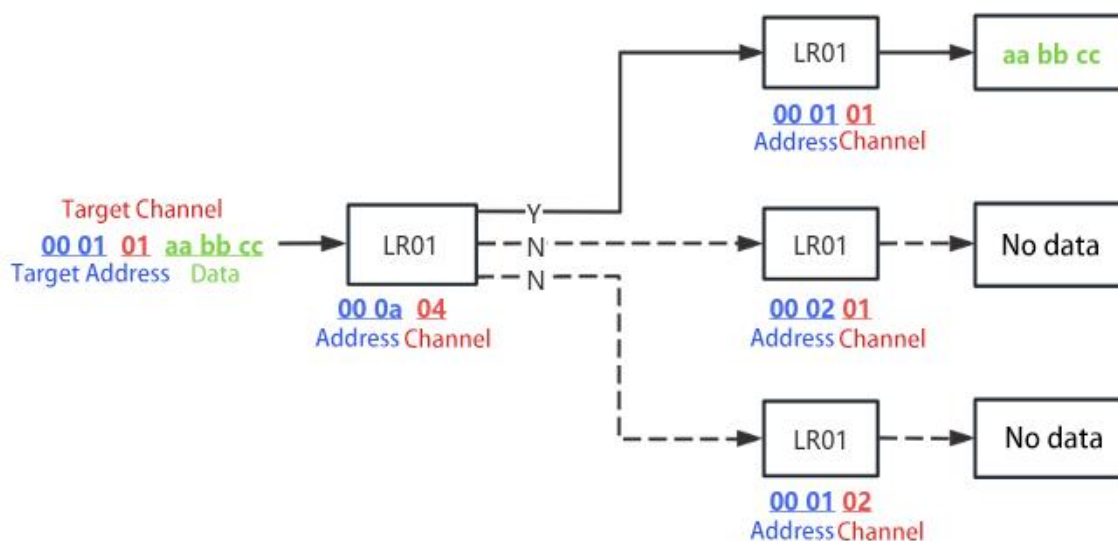 LR01
aa bb cc
00 01 01
Address Channel
Target Channel
00 01 01 aa bb cc
Target Address Data
LR01
Y
N
N
00 0a 04
Address Channel
LR01
No data
00 02 01
Address Channel
LR01
No data
00 01 02
Address Channel